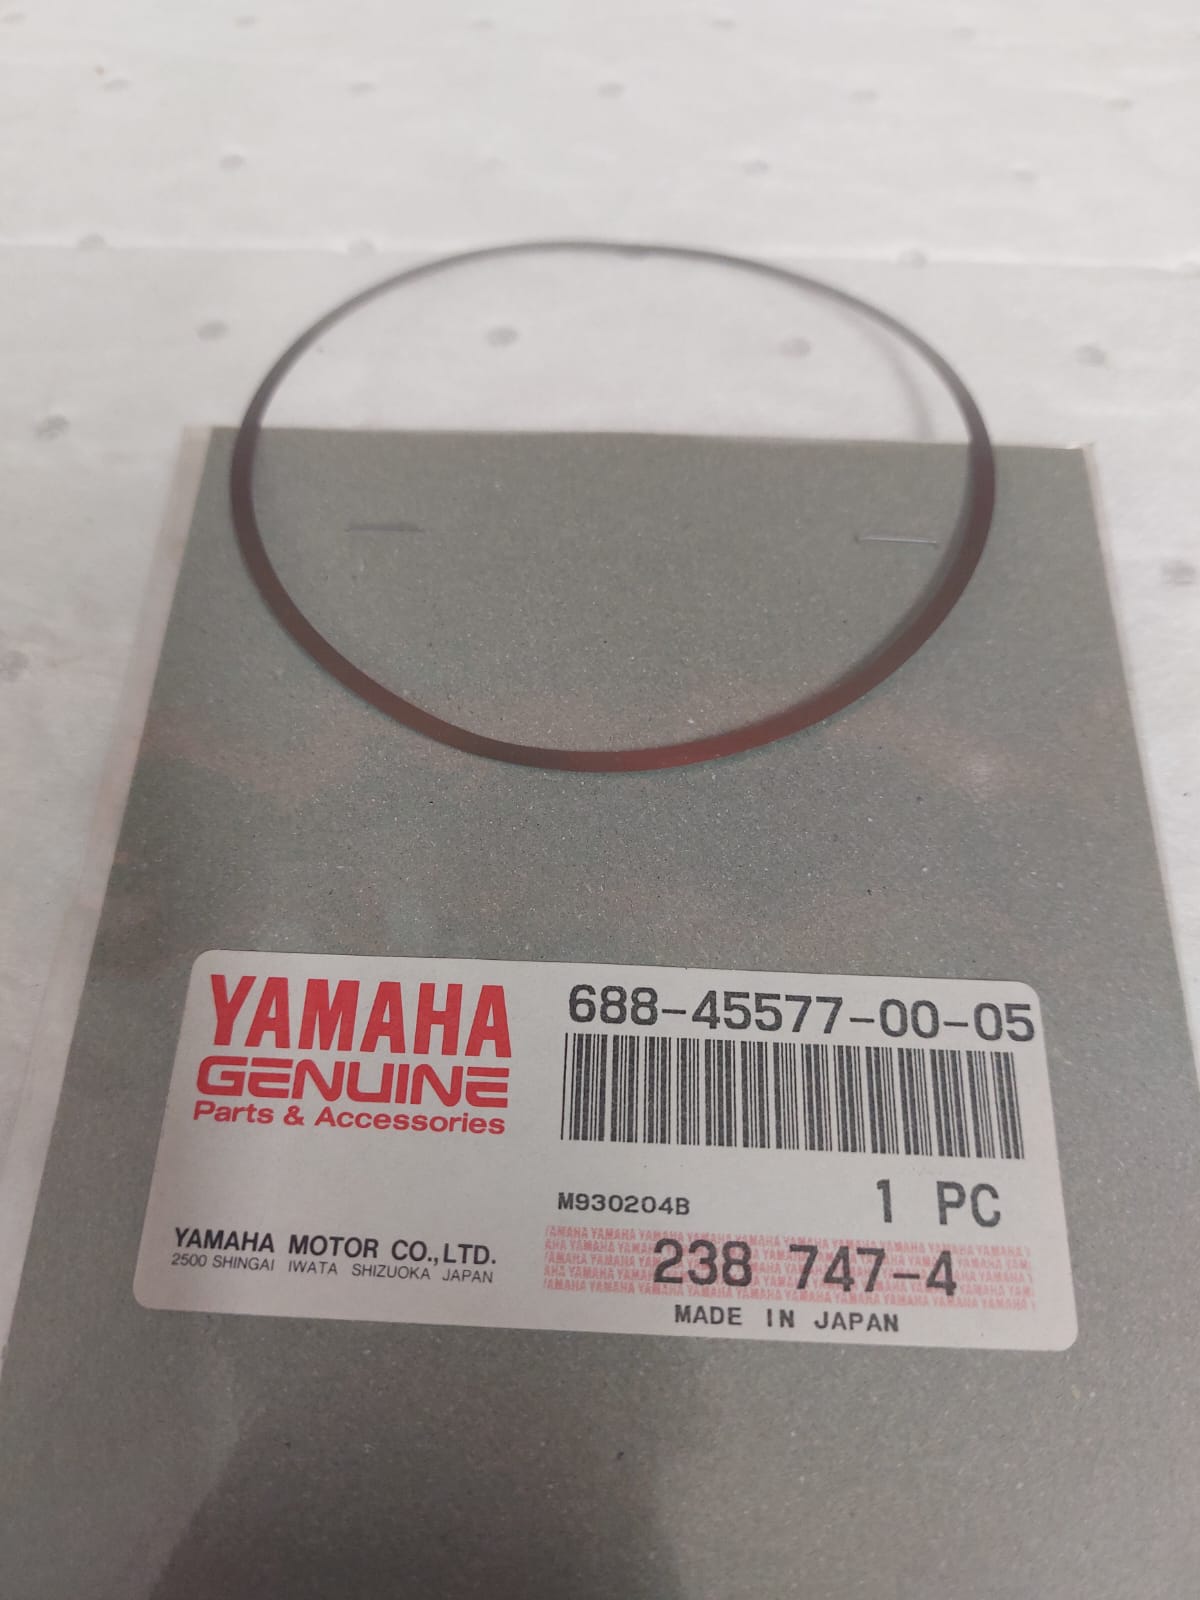 YAMAHA
GENUINE
Parts & Accessories
688-45577-00-05
M930204B
1 PC
YAMAHA MOTOR CO.,LTD.
2500 SHINGAI IWATA SHIZUOKA JAPAN
238 747-4
MADE IN JAPAN